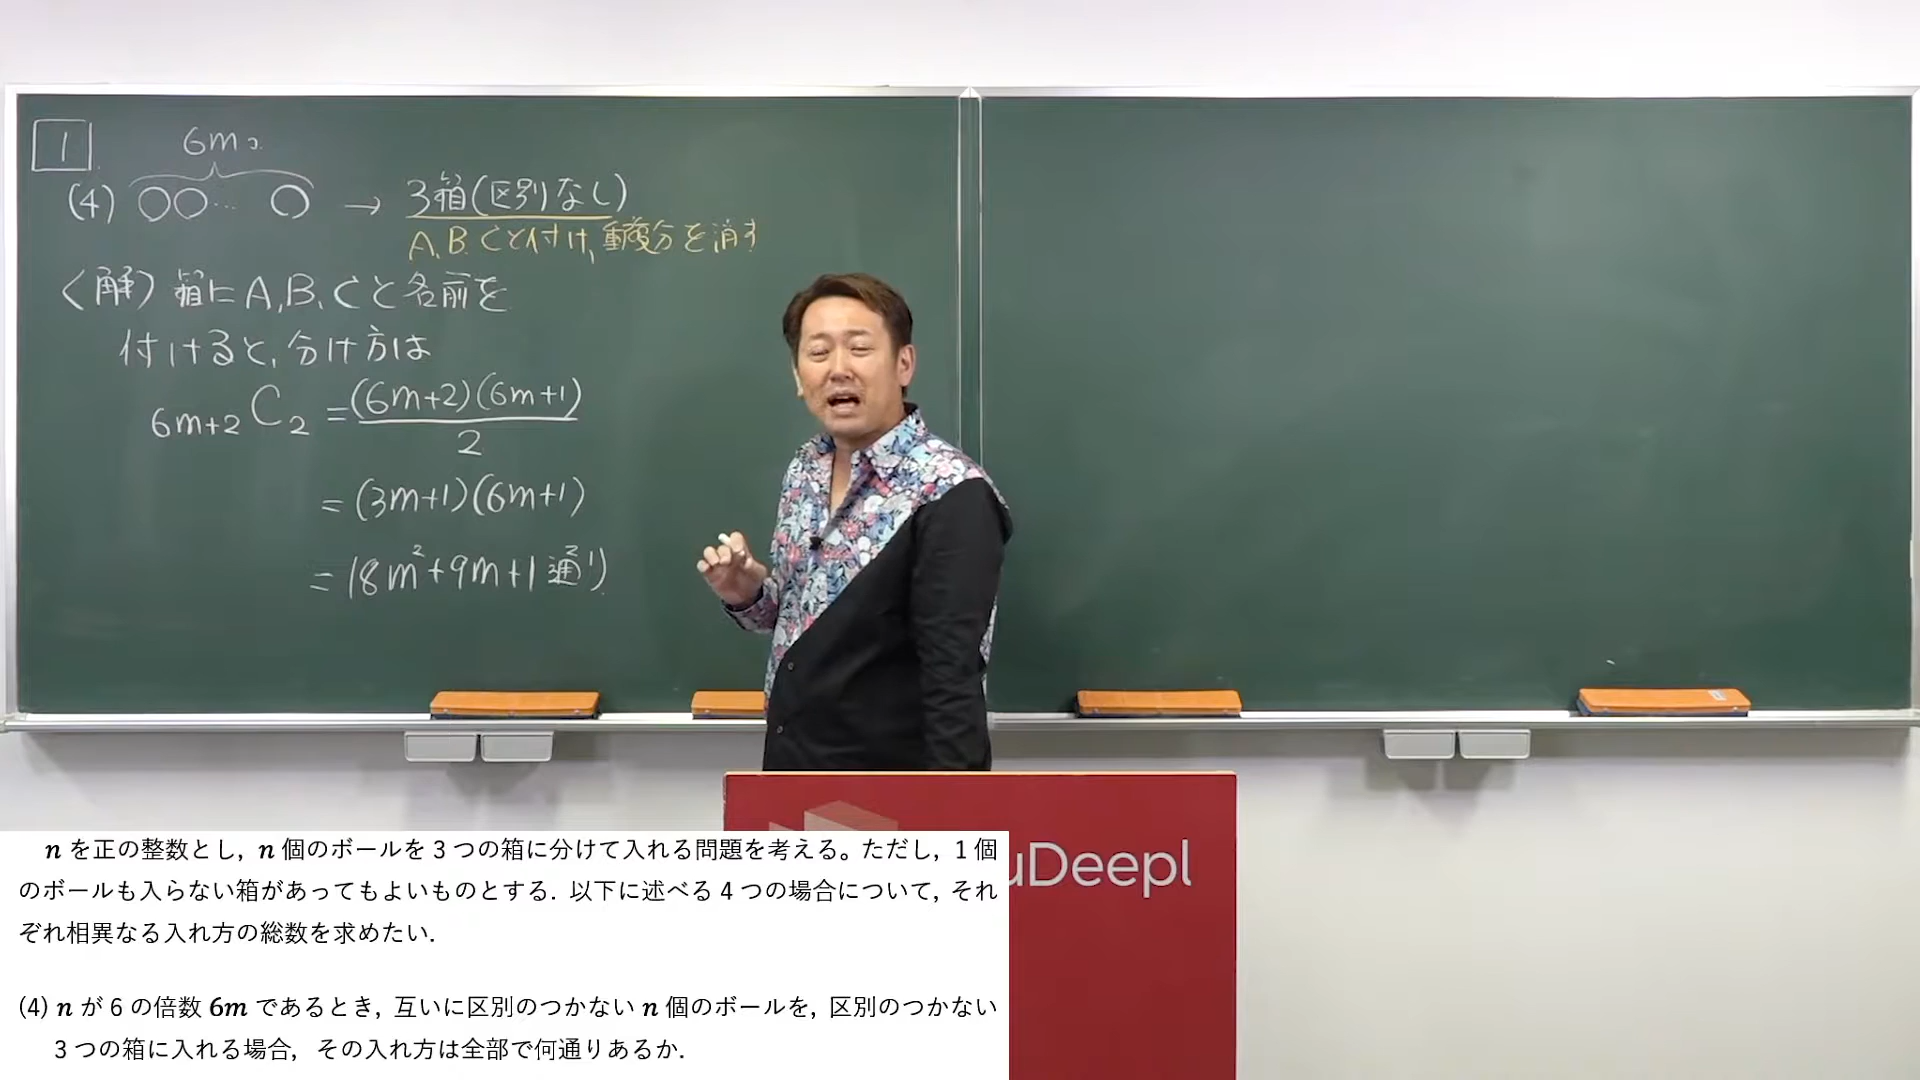 1
6mコ
(4) ○○… ○ → 3箱(区別なし)
A,B,Cと付け,重複分を消す
<解> 箱にA,B,Cと名前を
付けると,分け方は
6m+2C2 = (6m+2)(6m+1)/2
= (3m+1)(6m+1)
= 18m²+9m+1通り
uDeepl
nを正の整数とし, n個のボールを3つの箱に分けて入れる問題を考える。ただし, 1個
のボールも入らない箱があってもよいものとする. 以下に述べる4つの場合について, それ
ぞれ相異なる入れ方の総数を求めたい.
(4) nが6の倍数6mであるとき, 互いに区別のつかないn個のボールを, 区別のつかない
3つの箱に入れる場合, その入れ方は全部で何通りあるか.